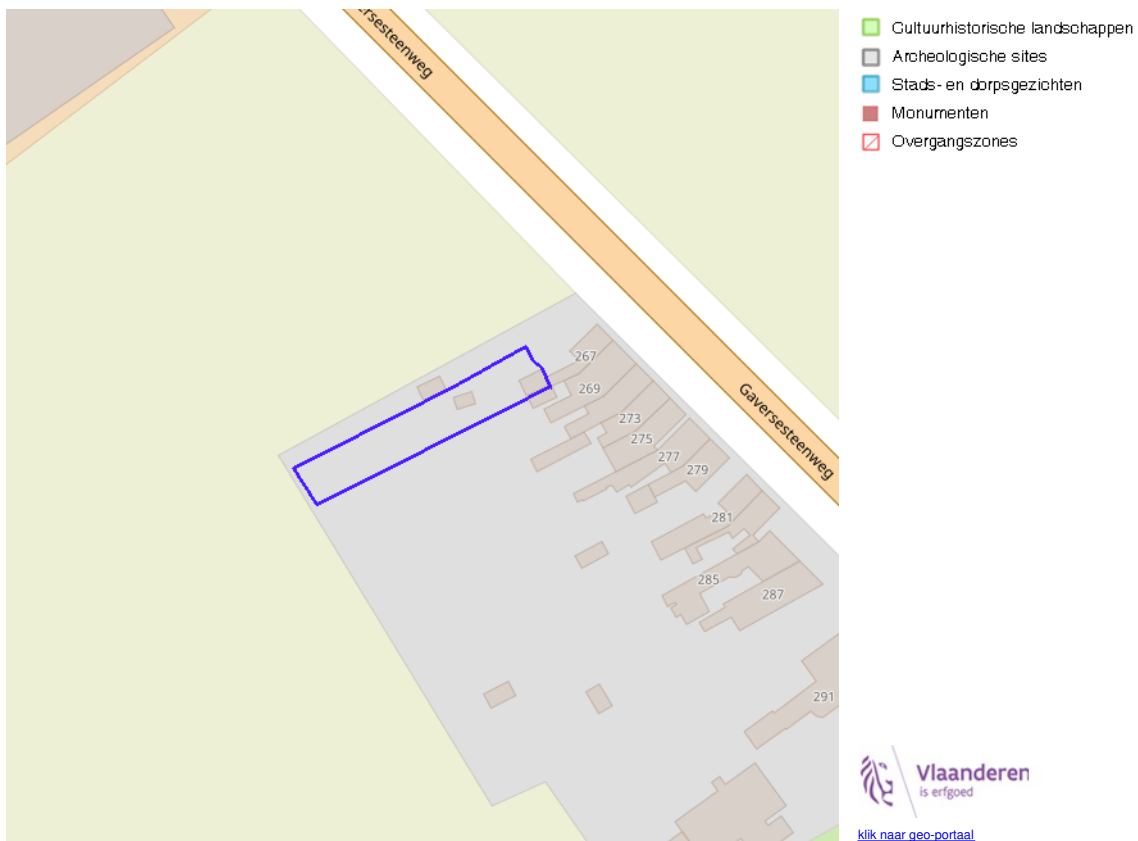 ersesteenweg
Cultuurhistorische landschappen
Archeologische sites
Stads- en dorpsgezichten
Monumenten
Overgangszones
267
269
273
275
277
279
281
285
287
291
Gaversesteenweg
Vlaanderen
is erfgoed
klik naar geo-portaal